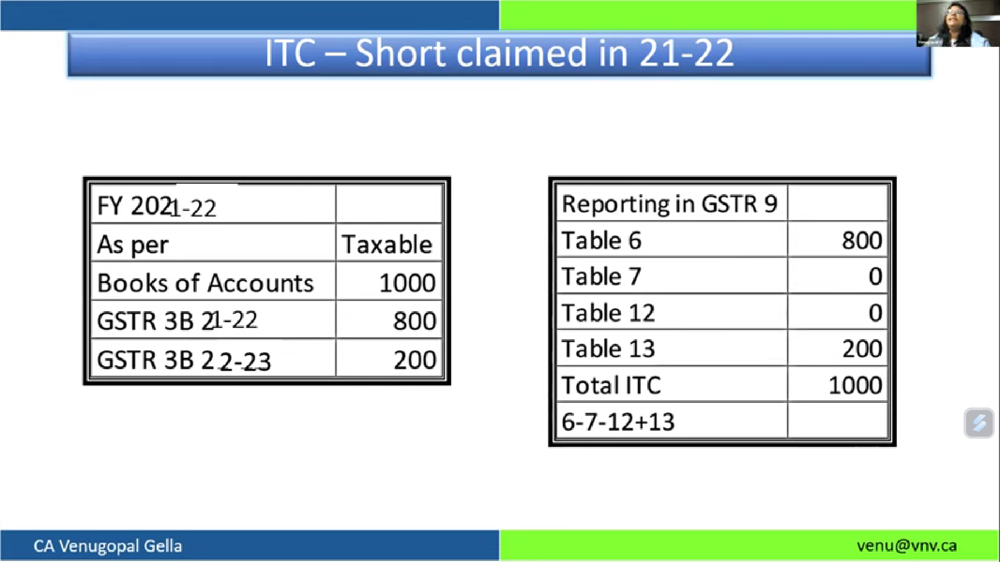 ITC – Short claimed in 21-22
FY 2021-22
As per Taxable
Books of Accounts 1000
GSTR 3B 21-22 800
GSTR 3B 22-23 200
Reporting in GSTR 9
Table 6 800
Table 7 0
Table 12 0
Table 13 200
Total ITC 1000
6-7-12+13
CA Venugopal Gella
venu@vnv.ca